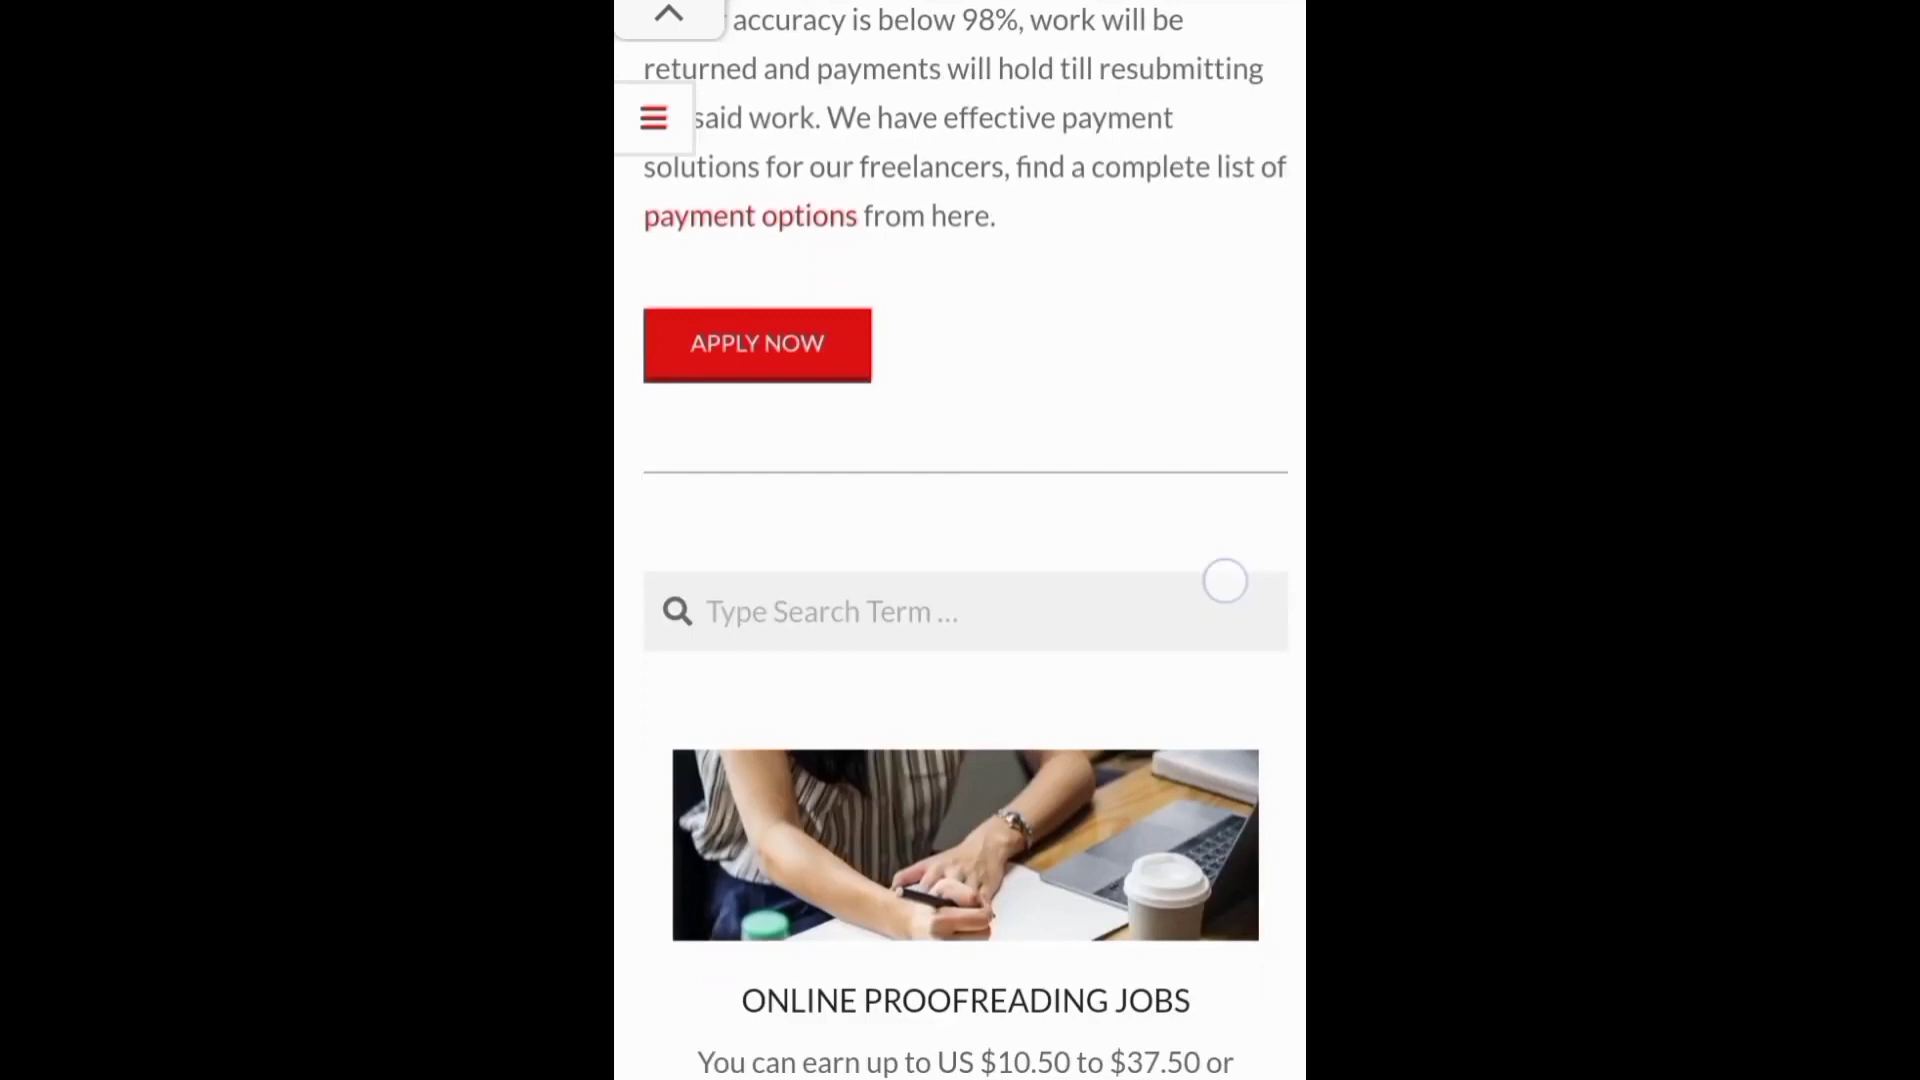 accuracy is below 98%, work will be
returned and payments will hold till resubmitting
said work. We have effective payment
solutions for our freelancers, find a complete list of
payment options from here.
APPLY NOW
Type Search Term ...
ONLINE PROOFREADING JOBS
You can earn up to US $10.50 to $37.50 or